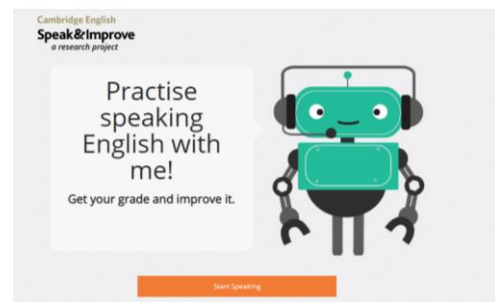 Cambridge English
Speak&Improve
a research project
Practise
speaking
English with
me!
Get your grade and improve it.
Start Speaking